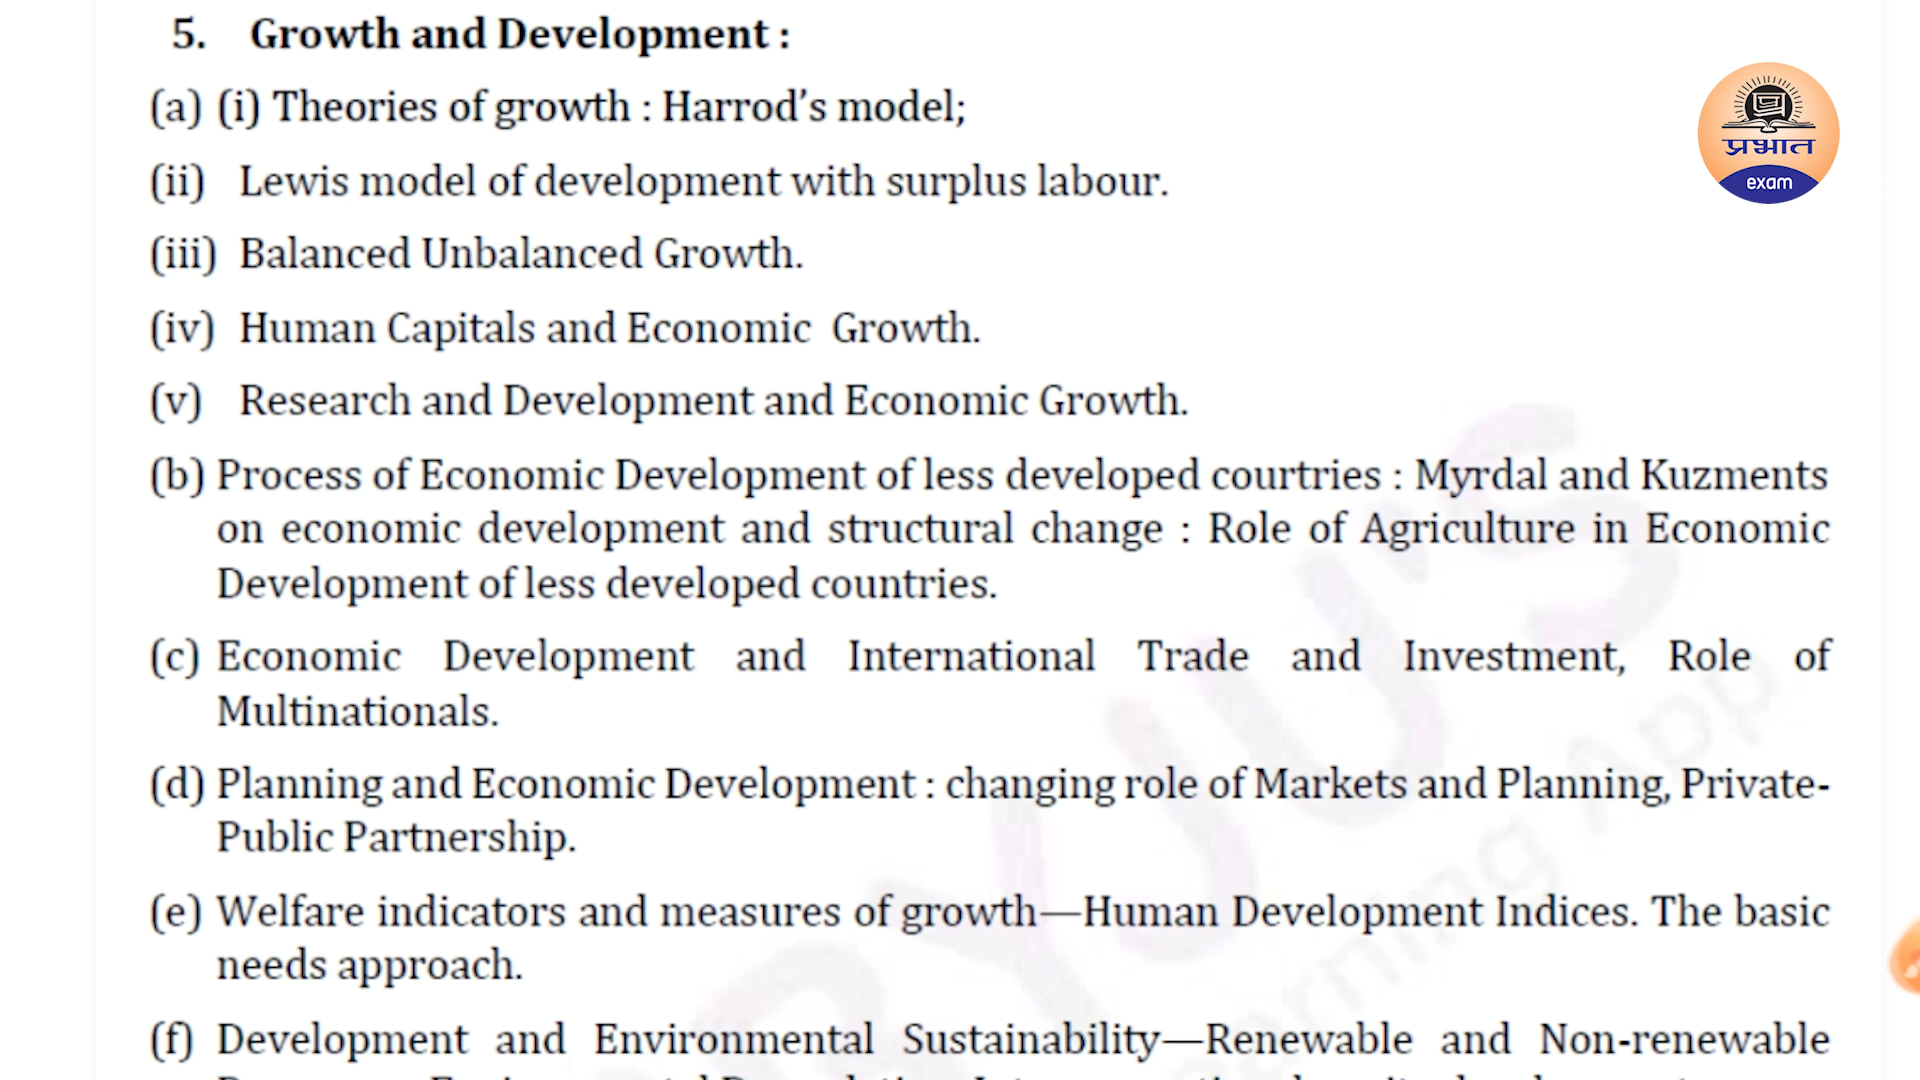 5. Growth and Development :
(a) (i) Theories of growth : Harrod’s model;
(ii) Lewis model of development with surplus labour.
(iii) Balanced Unbalanced Growth.
(iv) Human Capitals and Economic Growth.
(v) Research and Development and Economic Growth.
(b) Process of Economic Development of less developed courtries : Myrdal and Kuzments
on economic development and structural change : Role of Agriculture in Economic
Development of less developed countries.
(c) Economic Development and International Trade and Investment, Role of
Multinationals.
(d) Planning and Economic Development : changing role of Markets and Planning, Private-
Public Partnership.
(e) Welfare indicators and measures of growth—Human Development Indices. The basic
needs approach.
(f) Development and Environmental Sustainability—Renewable and Non-renewable
प्रभात
exam
BYJU'S
Learning App